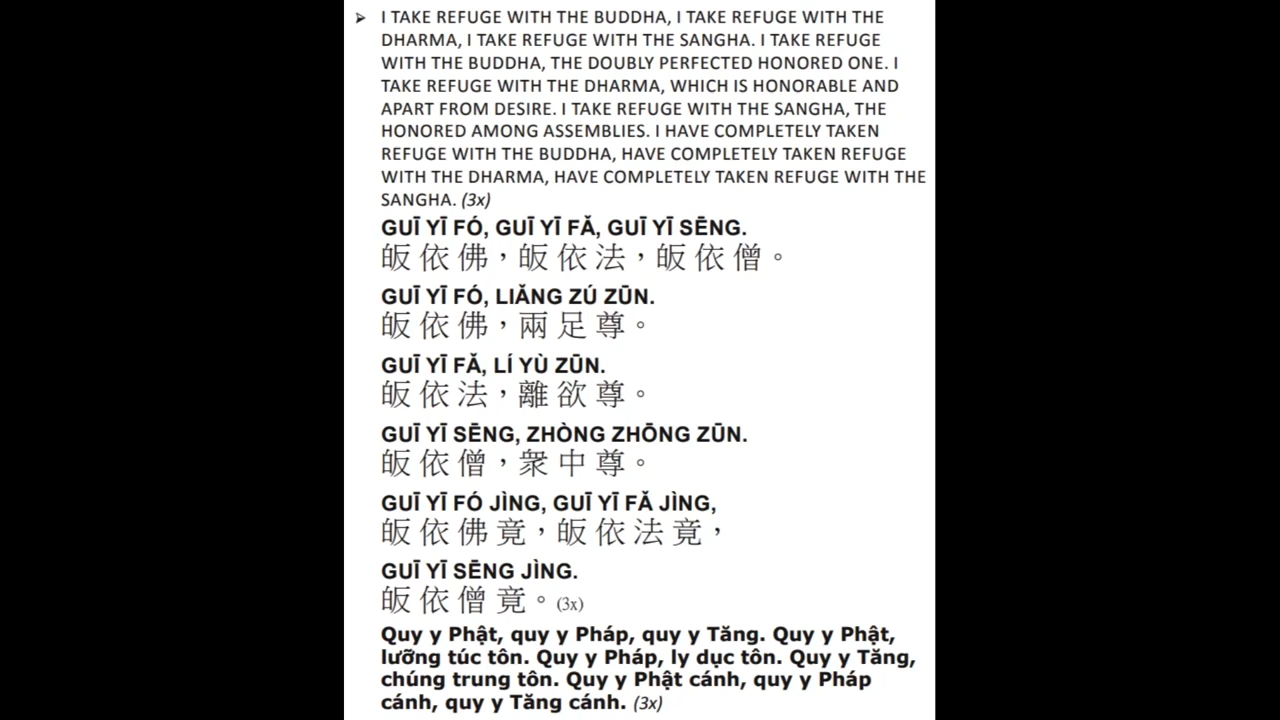 ➢ I TAKE REFUGE WITH THE BUDDHA, I TAKE REFUGE WITH THE
DHARMA, I TAKE REFUGE WITH THE SANGHA. I TAKE REFUGE
WITH THE BUDDHA, THE DOUBLY PERFECTED HONORED ONE. I
TAKE REFUGE WITH THE DHARMA, WHICH IS HONORABLE AND
APART FROM DESIRE. I TAKE REFUGE WITH THE SANGHA, THE
HONORED AMONG ASSEMBLIES. I HAVE COMPLETELY TAKEN
REFUGE WITH THE BUDDHA, HAVE COMPLETELY TAKEN REFUGE
WITH THE DHARMA, HAVE COMPLETELY TAKEN REFUGE WITH THE
SANGHA. (3x)
GUĪ YĪ FÓ, GUĪ YĪ FǍ, GUĪ YĪ SĒNG.
皈依佛，皈依法，皈依僧。
GUĪ YĪ FÓ, LIǍNG ZÚ ZŪN.
皈依佛，兩足尊。
GUĪ YĪ FǍ, LÍ YÙ ZŪN.
皈依法，離欲尊。
GUĪ YĪ SĒNG, ZHÒNG ZHŌNG ZŪN.
皈依僧，衆中尊。
GUĪ YĪ FÓ JÌNG, GUĪ YĪ FǍ JÌNG,
皈依佛竟，皈依法竟，
GUĪ YĪ SĒNG JÌNG.
皈依僧竟。(3x)
Quy y Phật, quy y Pháp, quy y Tăng. Quy y Phật,
lưỡng túc tôn. Quy y Pháp, ly dục tôn. Quy y Tăng,
chúng trung tôn. Quy y Phật cánh, quy y Pháp
cánh, quy y Tăng cánh. (3x)